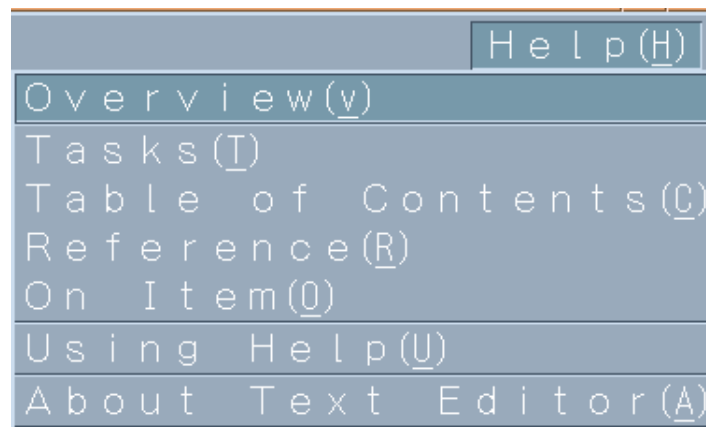 Help(H)
Overview(v)
Tasks(T)
Table of Contents(C)
Reference(R)
On Item(O)
Using Help(U)
About Text Editor(A)